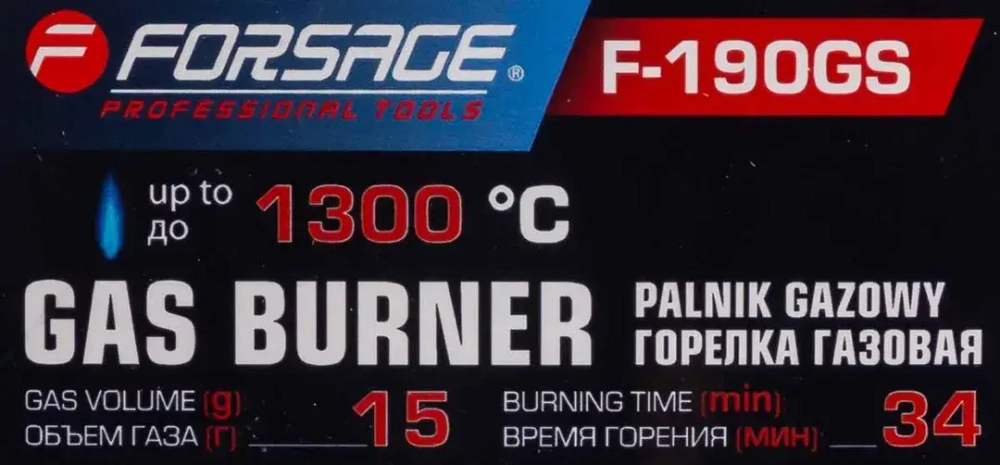 F FORSAGE®
PROFESSIONAL TOOLS
F-190GS
up to
до
1300 °C
GAS BURNER
PALNIK GAZOWY
ГОРЕЛКА ГАЗОВАЯ
GAS VOLUME (g)
ОБЪЕМ ГАЗА (Г)
15
BURNING TIME (min)
ВРЕМЯ ГОРЕНИЯ (МИН)
34